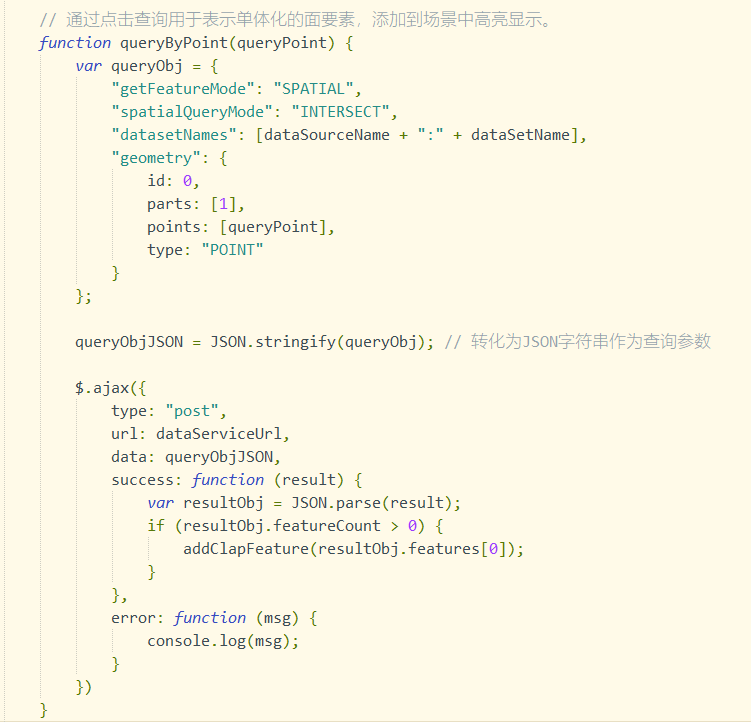 // 通过点击查询用于表示单体化的面要素，添加到场景中高亮显示。
function queryByPoint(queryPoint) {
    var queryObj = {
        "getFeatureMode": "SPATIAL",
        "spatialQueryMode": "INTERSECT",
        "datasetNames": [dataSourceName + ":" + dataSetName],
        "geometry": {
            id: 0,
            parts: [1],
            points: [queryPoint],
            type: "POINT"
        }
    };

    queryObjJSON = JSON.stringify(queryObj); // 转化为JSON字符串作为查询参数

    $.ajax({
        type: "post",
        url: dataServiceUrl,
        data: queryObjJSON,
        success: function (result) {
            var resultObj = JSON.parse(result);
            if (resultObj.featureCount > 0) {
                addClapFeature(resultObj.features[0]);
            }
        },
        error: function (msg) {
            console.log(msg);
        }
    })
}